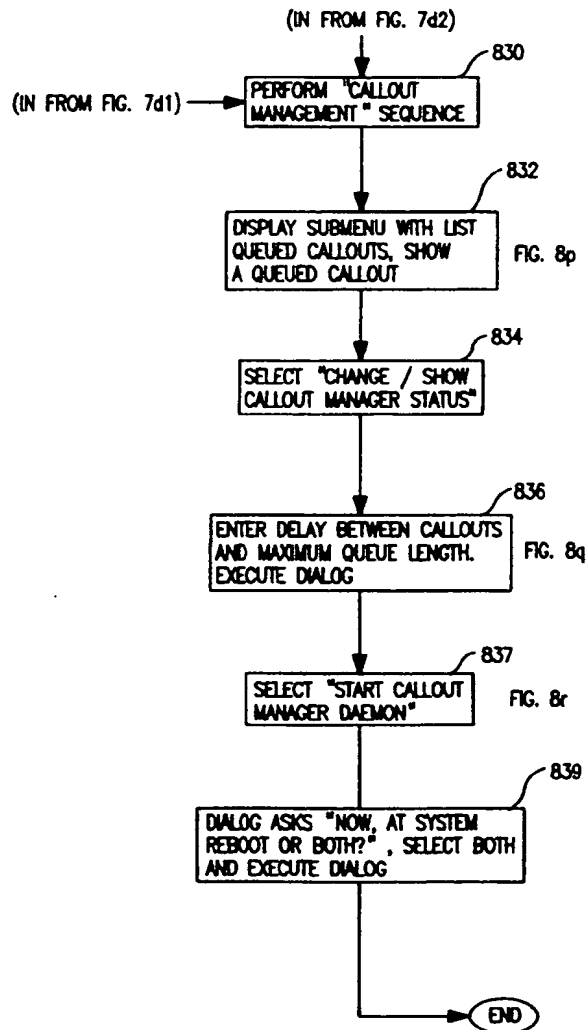 (IN FROM FIG. 7d2)
830
(IN FROM FIG. 7d1)
PERFORM "CALLOUT
MANAGEMENT" SEQUENCE
832
DISPLAY SUBMENU WITH LIST
QUEUED CALLOUTS, SHOW
A QUEUED CALLOUT
FIG. 8p
834
SELECT "CHANGE / SHOW
CALLOUT MANAGER STATUS"
836
ENTER DELAY BETWEEN CALLOUTS
AND MAXIMUM QUEUE LENGTH.
EXECUTE DIALOG
FIG. 8q
837
SELECT "START CALLOUT
MANAGER DAEMON"
FIG. 8r
839
DIALOG ASKS "NOW, AT SYSTEM
REBOOT OR BOTH?" , SELECT BOTH
AND EXECUTE DIALOG
END